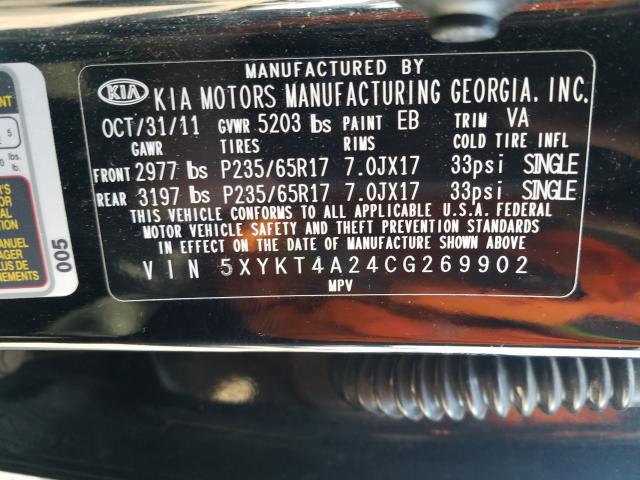 MANUFACTURED BY
KIA KIA MOTORS MANUFACTURING GEORGIA, INC.
OCT/31/11 GVWR 5203 lbs PAINT EB TRIM VA
GAWR TIRES RIMS COLD TIRE INFL
FRONT 2977 lbs P235/65R17 7.0JX17 33psi SINGLE
REAR 3197 lbs P235/65R17 7.0JX17 33psi SINGLE
THIS VEHICLE CONFORMS TO ALL APPLICABLE U.S.A. FEDERAL
MOTOR VEHICLE SAFETY AND THEFT PREVENTION STANDARDS
IN EFFECT ON THE DATE OF MANUFACTURE SHOWN ABOVE
VIN 5XYKT4A24CG269902
MPV
5
lbs.
005